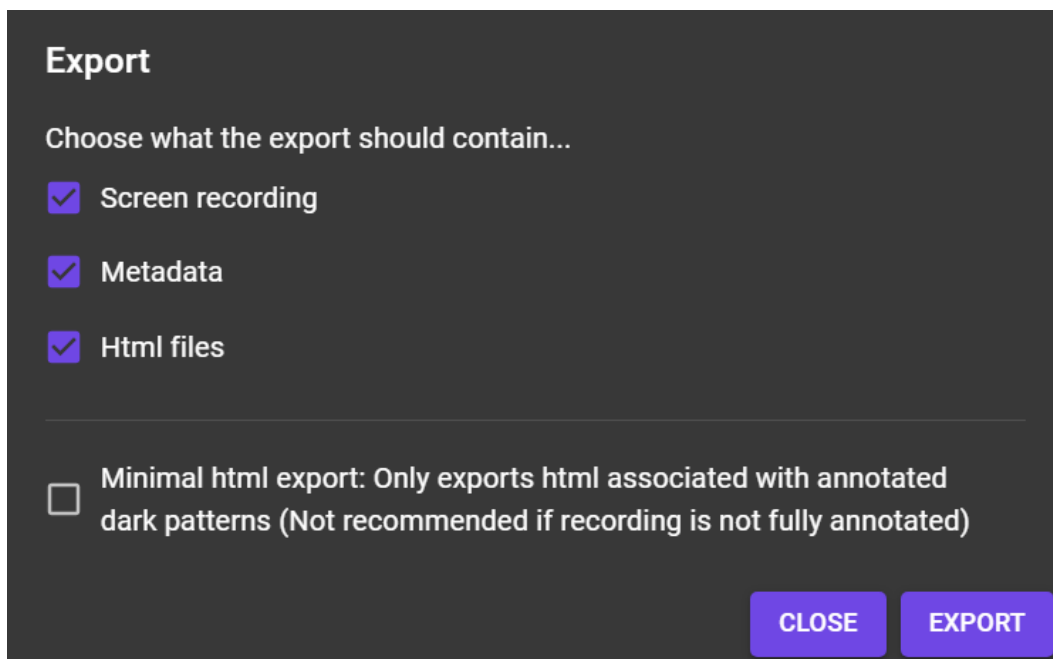 Export
Choose what the export should contain...
Screen recording
Metadata
Html files
Minimal html export: Only exports html associated with annotated
dark patterns (Not recommended if recording is not fully annotated)
CLOSE
EXPORT